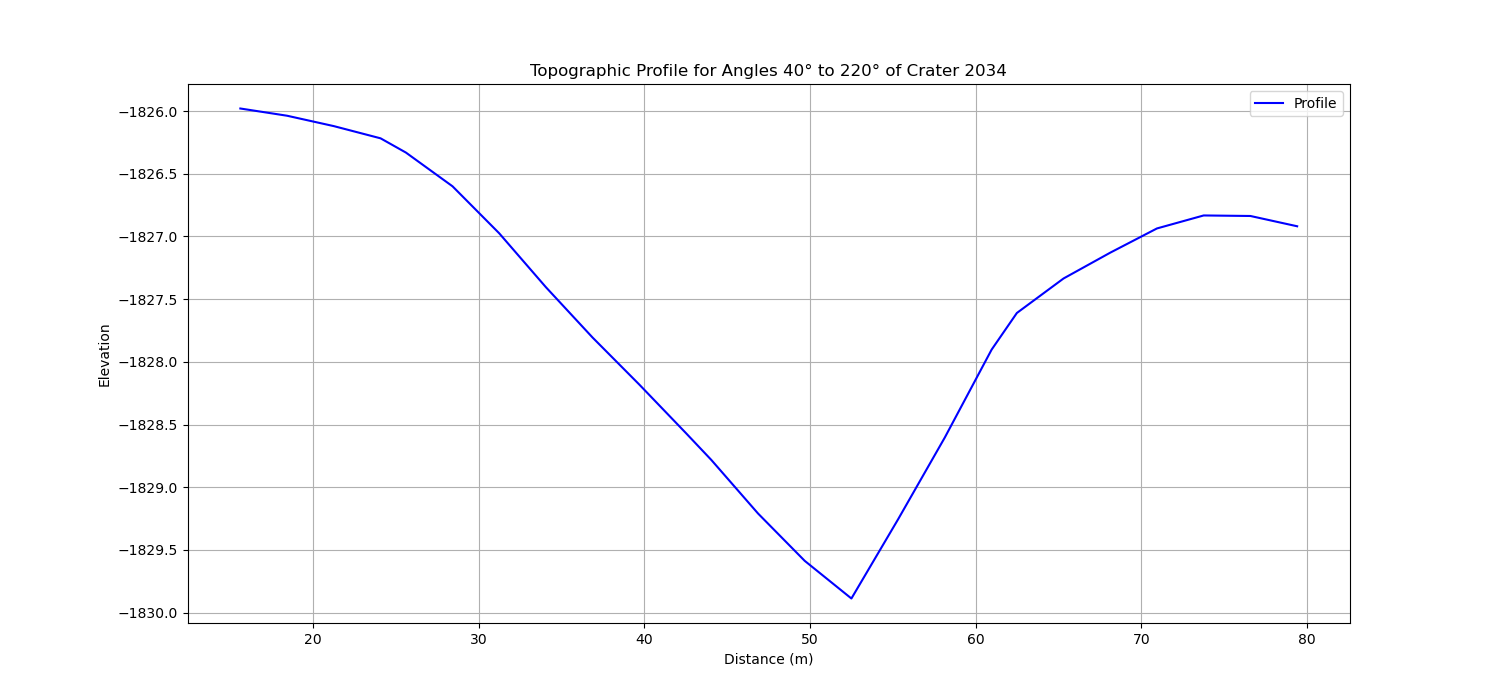 Topographic Profile for Angles 40° to 220° of Crater 2034
Profile
−1826.0
−1826.5
−1827.0
−1827.5
−1828.0
−1828.5
−1829.0
−1829.5
−1830.0
Elevation
20 30 40 50 60 70 80
Distance (m)